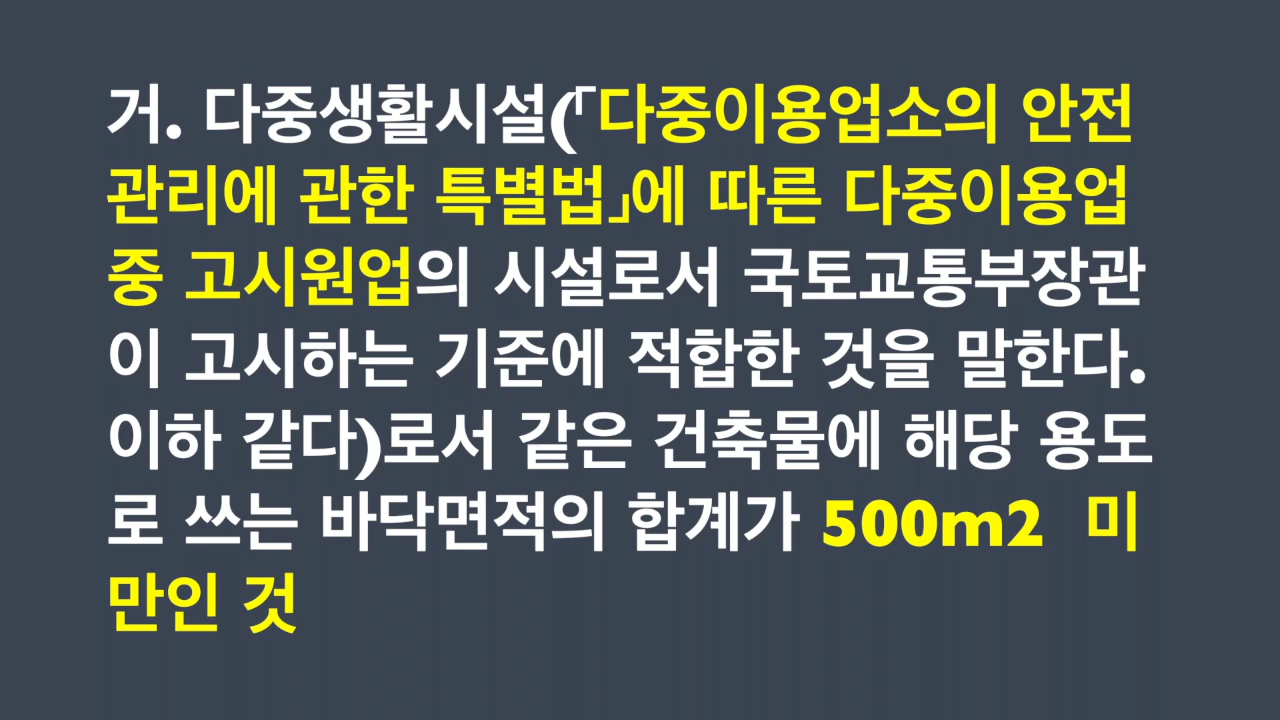 거. 다중생활시설(「다중이용업소의 안전
관리에 관한 특별법」에 따른 다중이용업
중 고시원업의 시설로서 국토교통부장관
이 고시하는 기준에 적합한 것을 말한다.
이하 같다)로서 같은 건축물에 해당 용도
로 쓰는 바닥면적의 합계가 500m2 미
만인 것